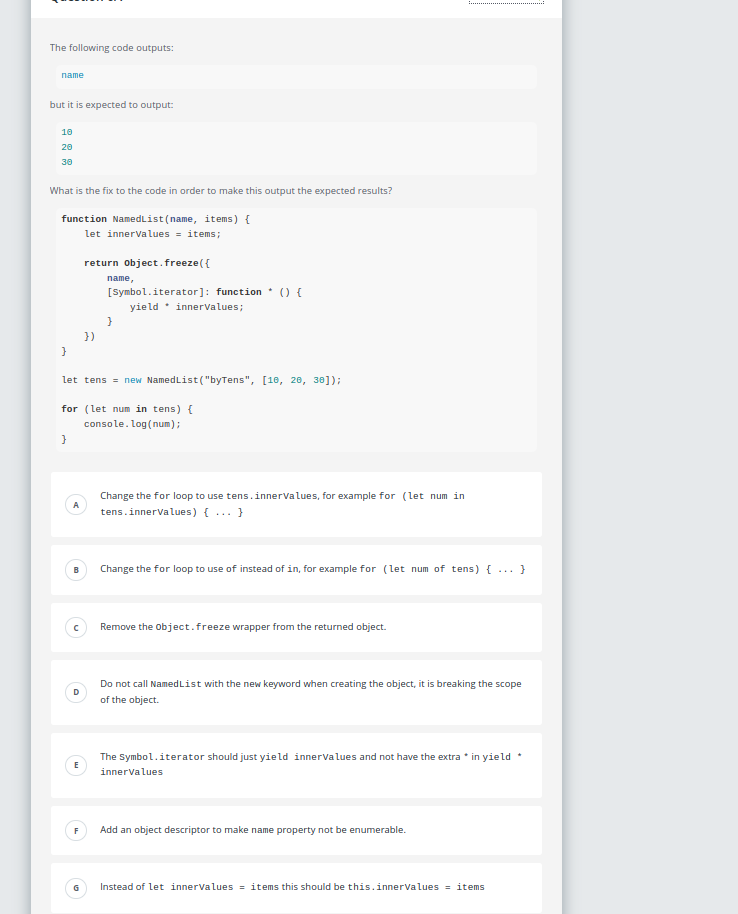 The following code outputs:
name
but it is expected to output:
10
20
30
What is the fix to the code in order to make this output the expected results?
function NamedList(name, items) {
    let innerValues = items;

    return Object.freeze({
        name,
        [Symbol.iterator]: function * () {
            yield * innerValues;
        }
    })
}

let tens = new NamedList("byTens", [10, 20, 30]);

for (let num in tens) {
    console.log(num);
}
A Change the for loop to use tens.innerValues, for example for (let num in
tens.innerValues) { ... }
B Change the for loop to use of instead of in, for example for (let num of tens) { ... }
C Remove the Object.freeze wrapper from the returned object.
D Do not call NamedList with the new keyword when creating the object, it is breaking the scope
of the object.
E The Symbol.iterator should just yield innerValues and not have the extra * in yield *
innerValues
F Add an object descriptor to make name property not be enumerable.
G Instead of let innerValues = items this should be this.innerValues = items